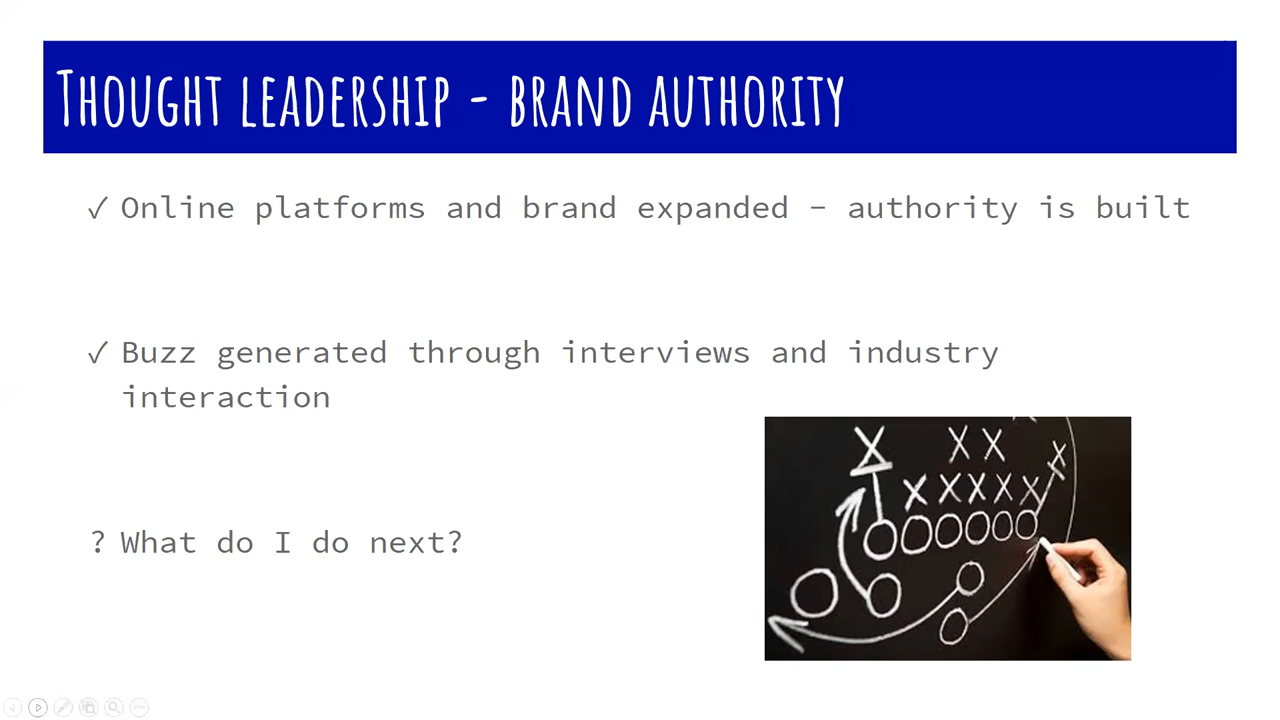 Thought leadership - brand authority
✓ Online platforms and brand expanded – authority is built
✓ Buzz generated through interviews and industry
interaction
? What do I do next?